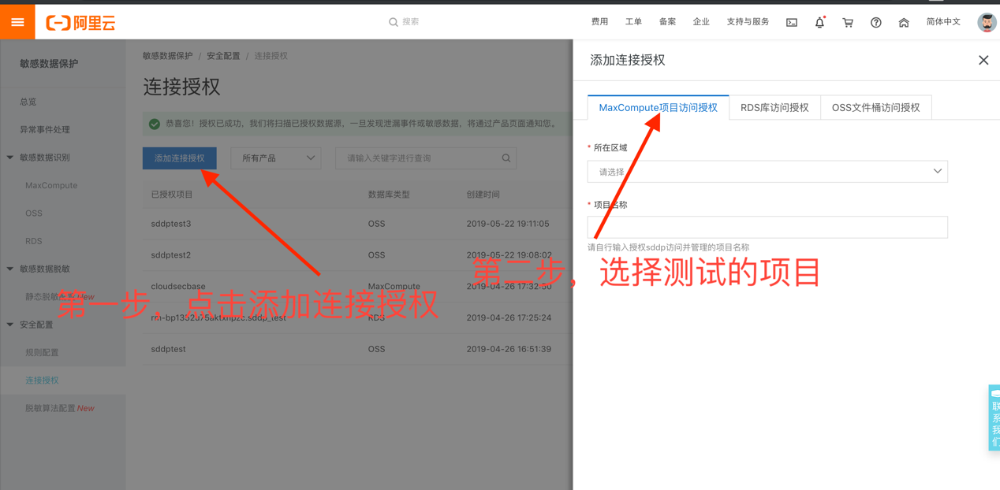 阿里云
搜索
费用 工单 备案 企业 支持与服务 简体中文
敏感数据保护
总览
异常事件处理
敏感数据识别
MaxCompute
OSS
RDS
敏感数据脱敏
静态脱敏 New
安全配置
规则配置
连接授权
脱敏算法配置 New
敏感数据保护 / 安全配置 / 连接授权
连接授权
恭喜您！授权已成功，我们将扫描已授权数据源，一旦发现泄漏事件或敏感数据，将通过产品页面通知您。
添加连接授权 所有产品 请输入关键字进行查询
已授权项目 数据库类型 创建时间
sddptest3 OSS 2019-05-22 19:11:05
sddptest2 OSS 2019-05-22 19:08:02
cloudsecbase MaxCompute 2019-04-26 17:32:50
RDS 2019-04-26 17:25:24
sddptest OSS 2019-04-26 16:51:39
第一步，点击添加连接授权
添加连接授权
MaxCompute项目访问授权 RDS库访问授权 OSS文件桶访问授权
* 所在区域
请选择
* 项目名称
请自行输入授权sddp访问并管理的项目名称
第二步，选择测试的项目
联系我们